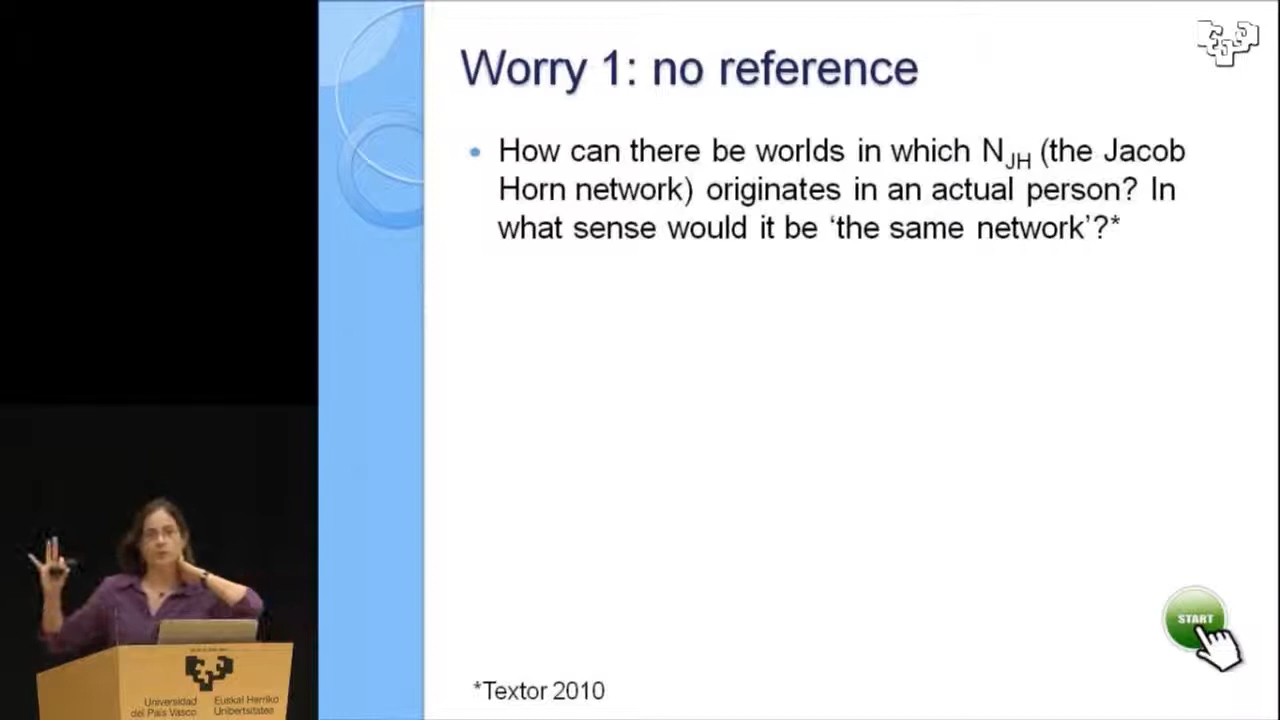 Worry 1: no reference
• How can there be worlds in which N_JH (the Jacob
Horn network) originates in an actual person? In
what sense would it be ‘the same network’?*
START
*Textor 2010
Universidad
del País Vasco
Euskal Herriko
Unibertsitatea